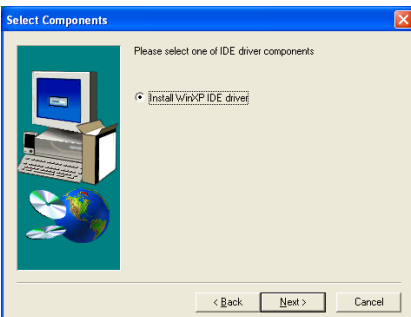 Select Components
Please select one of IDE driver components
Install WinXP IDE driver
< Back
Next >
Cancel